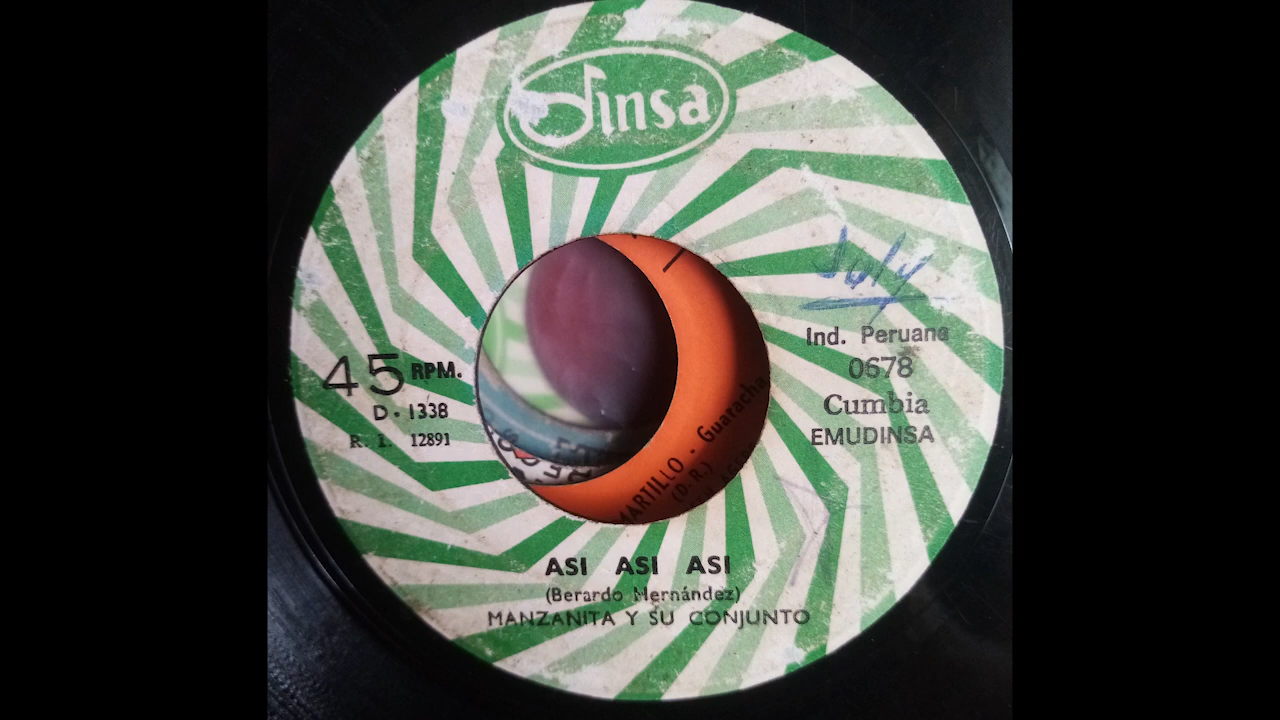 Dinsa
July
45 RPM.
D - 1338
R. I. 12891
Ind. Peruana
0678
Cumbia
EMUDINSA
MARTILLO - Guaracha
(D. R.)
ASI ASI ASI
(Berardo Hernández)
MANZANITA Y SU CONJUNTO